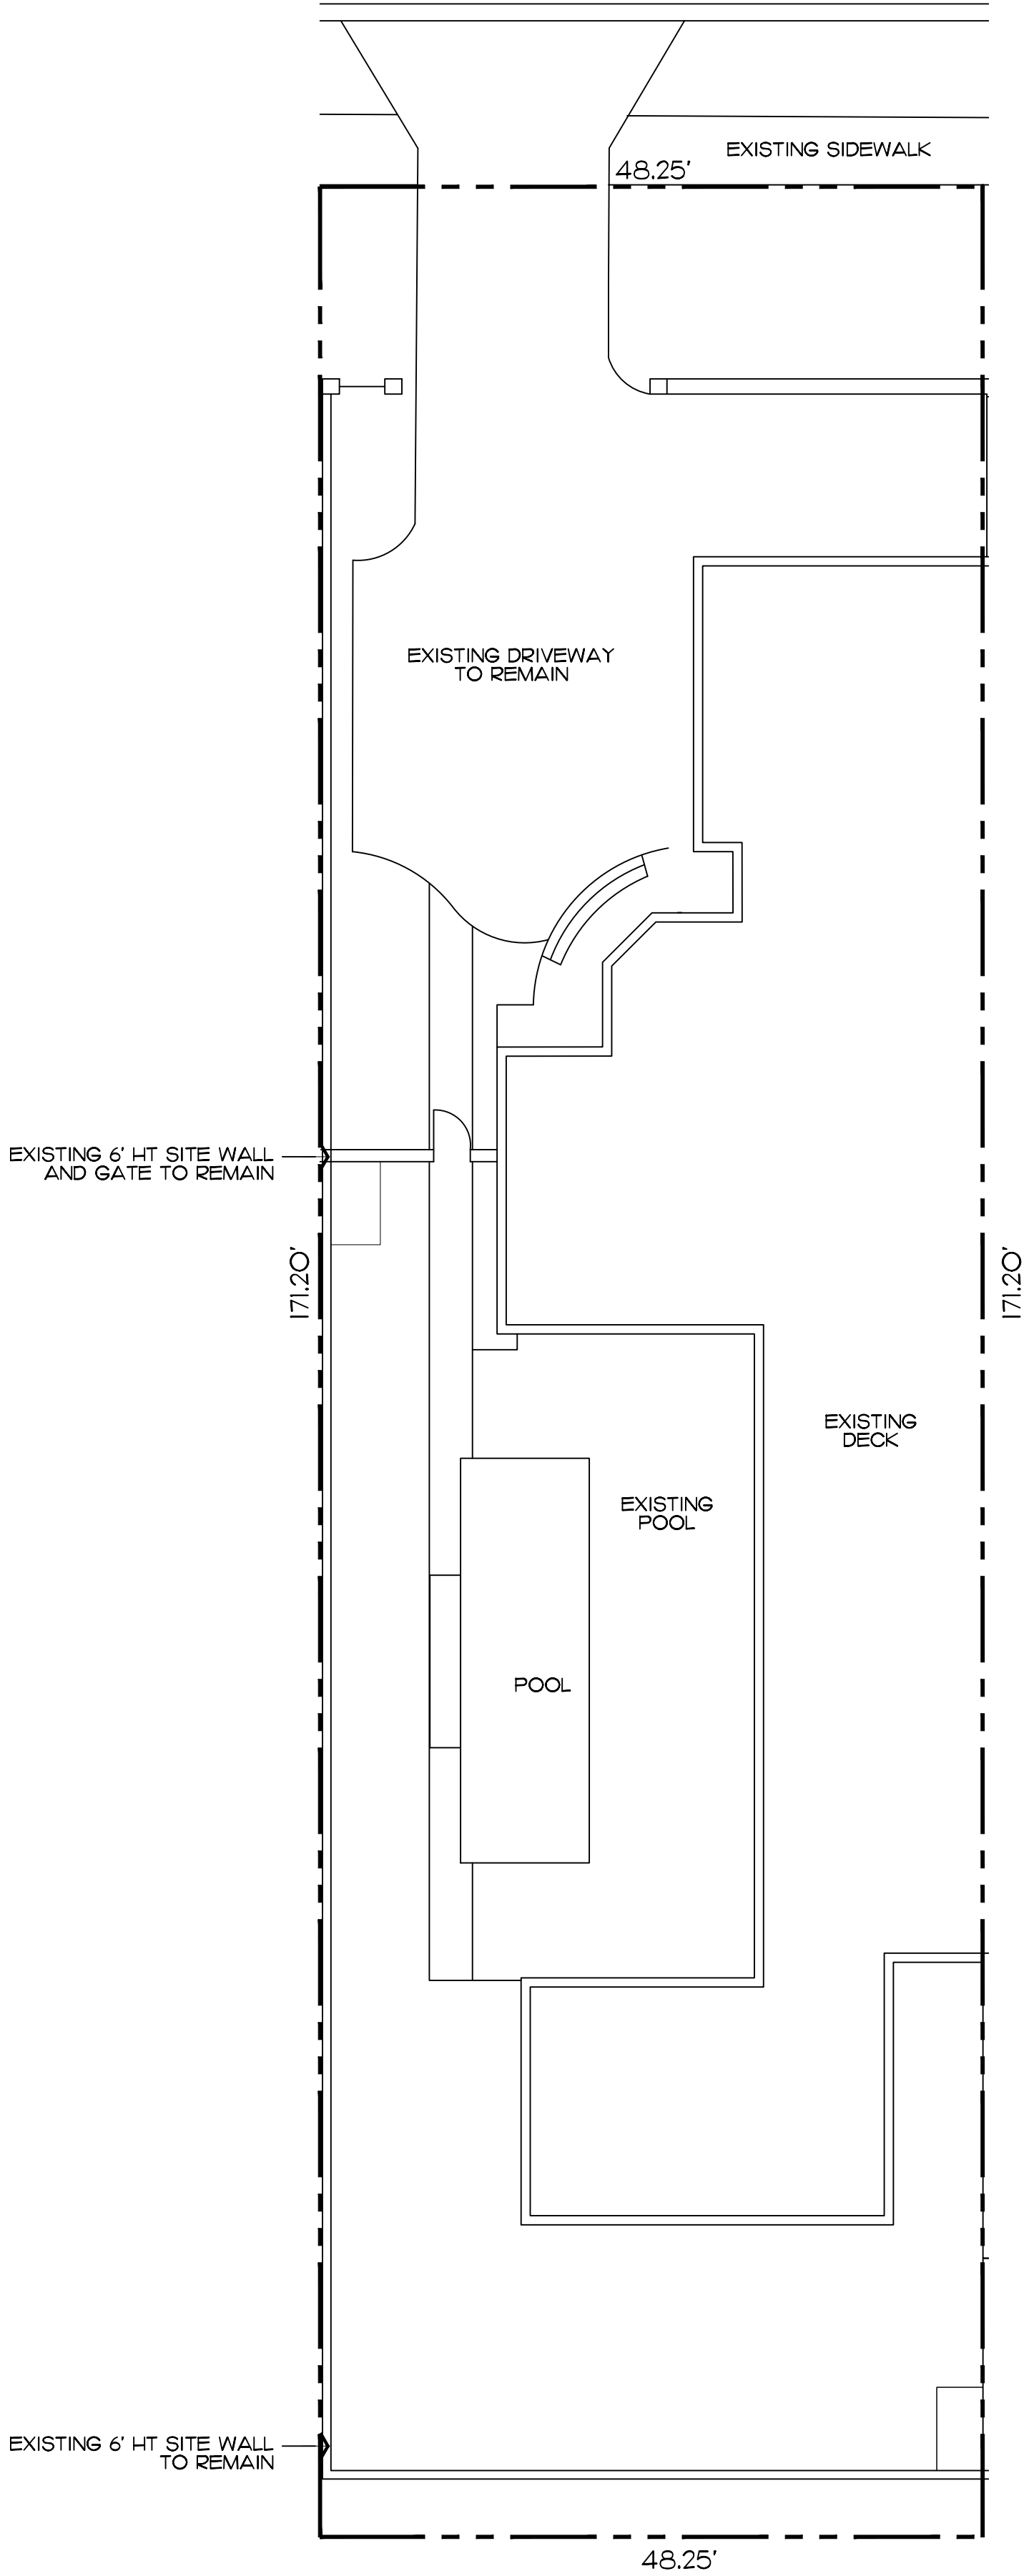 EXISTING SIDEWALK
48.25'
EXISTING DRIVEWAY
TO REMAIN
EXISTING 6' HT SITE WALL
AND GATE TO REMAIN
171.20'
171.20'
EXISTING
DECK
EXISTING
POOL
POOL
EXISTING 6' HT SITE WALL
TO REMAIN
48.25'